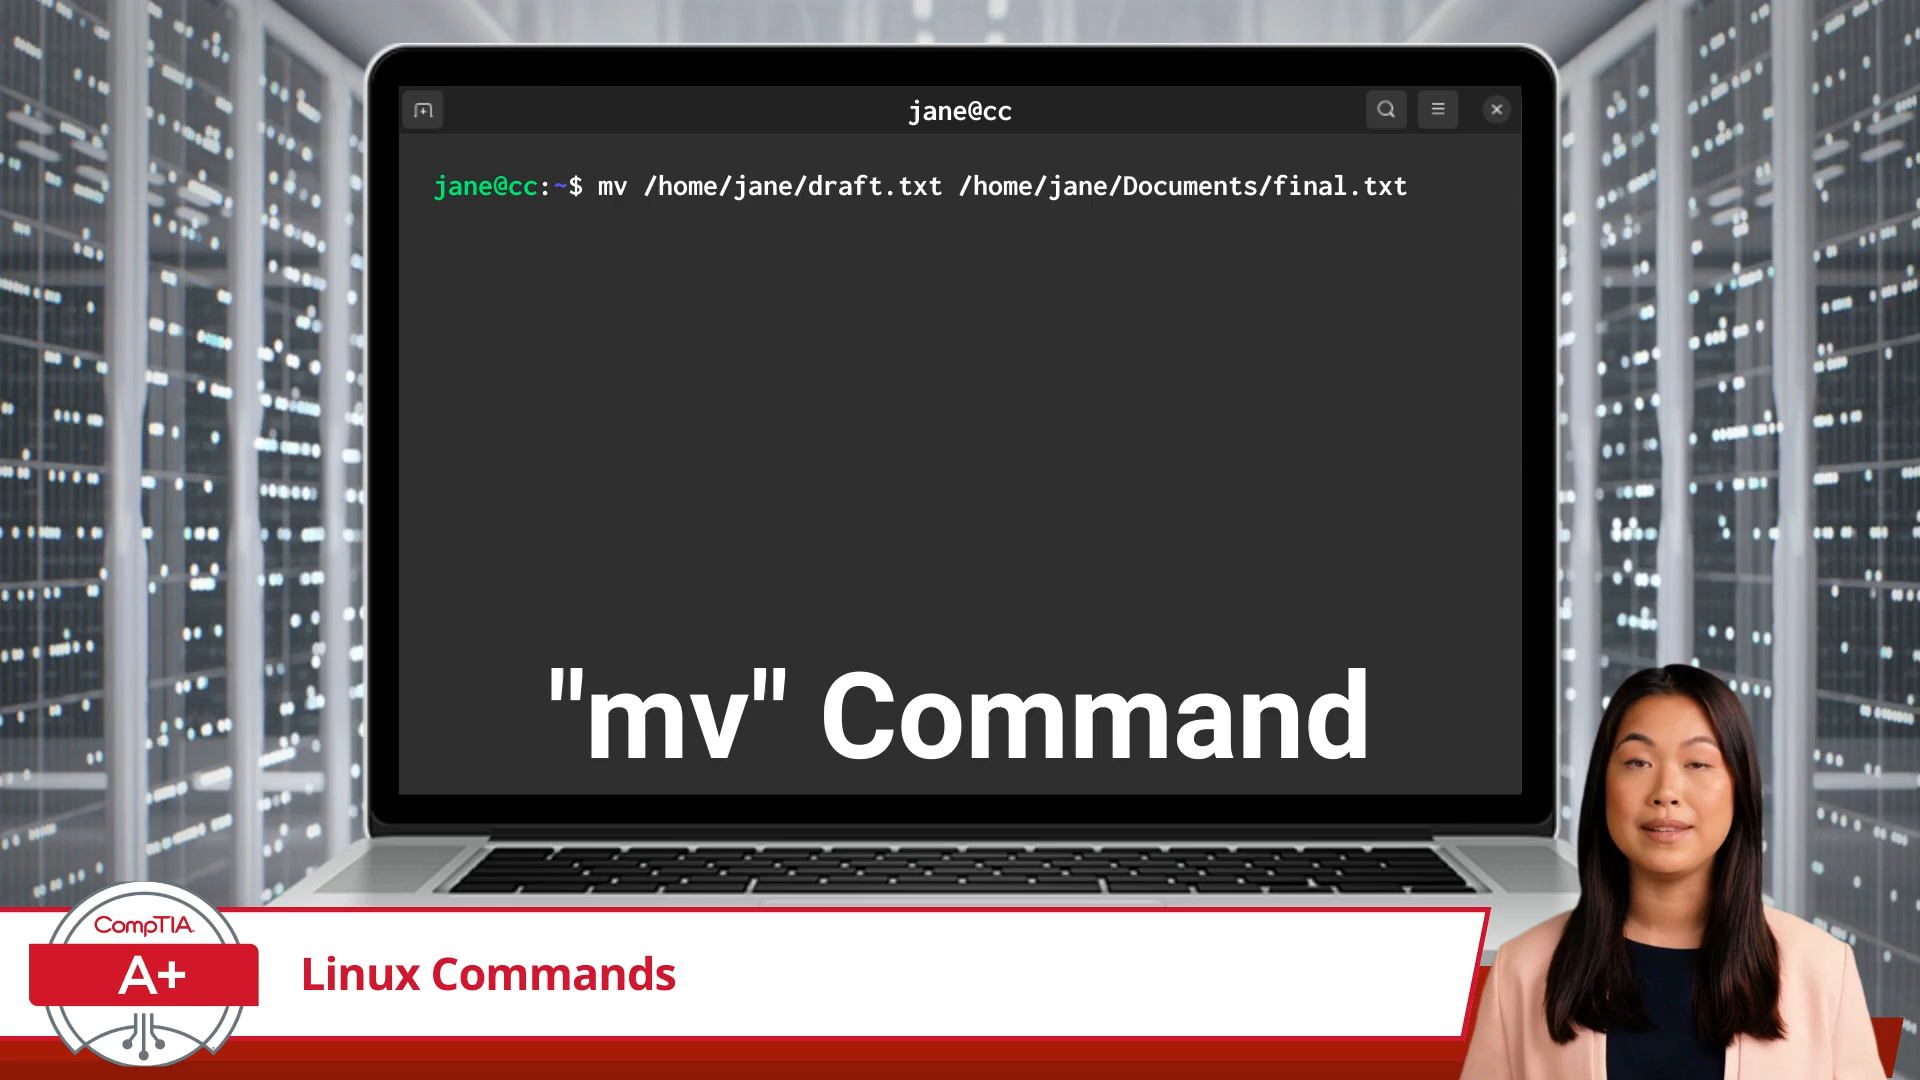 jane@cc
jane@cc:~$ mv /home/jane/draft.txt /home/jane/Documents/final.txt
"mv" Command
CompTIA.
A+
Linux Commands